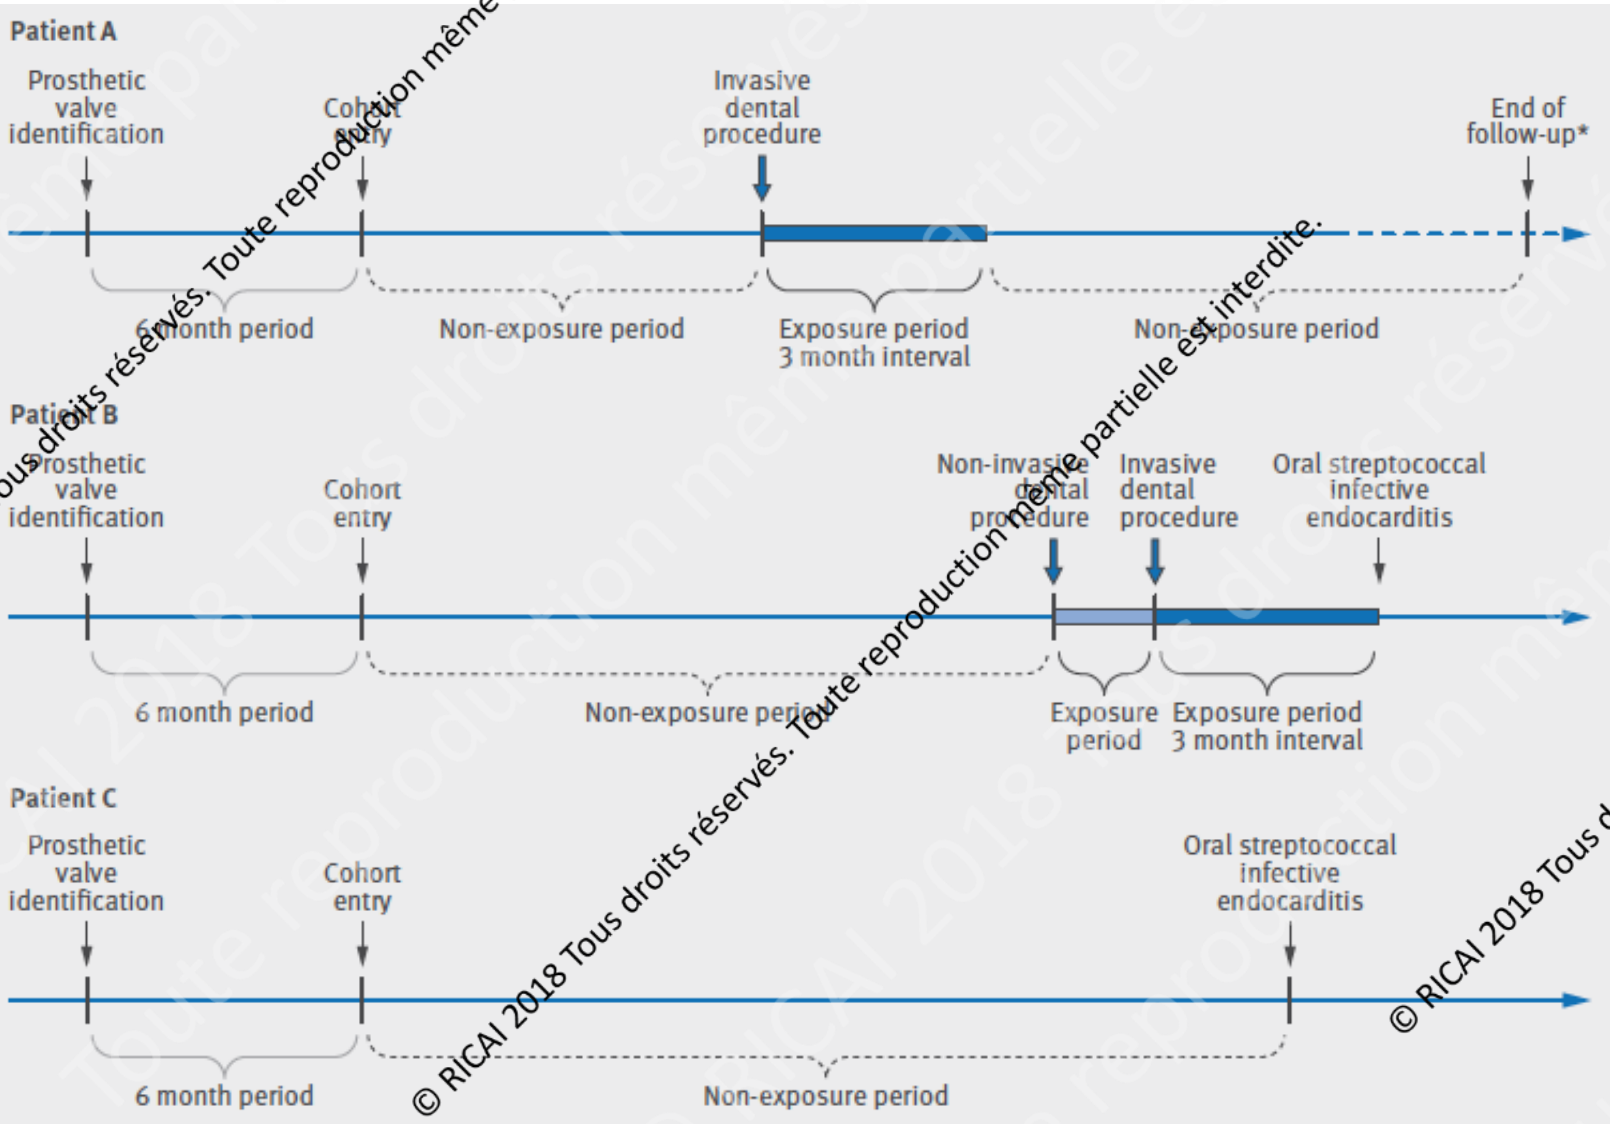 Patient A
Prosthetic
valve
identification
Cohort
entry
Invasive
dental
procedure
End of
follow-up*
6 month period
Non-exposure period
Exposure period
3 month interval
Non-exposure period
Patient B
Prosthetic
valve
identification
Cohort
entry
Non-invasive
dental
procedure
Invasive
dental
procedure
Oral streptococcal
infective
endocarditis
6 month period
Non-exposure period
Exposure
period
Exposure period
3 month interval
Patient C
Prosthetic
valve
identification
Cohort
entry
Oral streptococcal
infective
endocarditis
6 month period
Non-exposure period
ous droits réservés. Toute reproduction même
© RICAI 2018 Tous droits réservés. Toute reproduction même partielle est interdite.
© RICAI 2018 Tous d